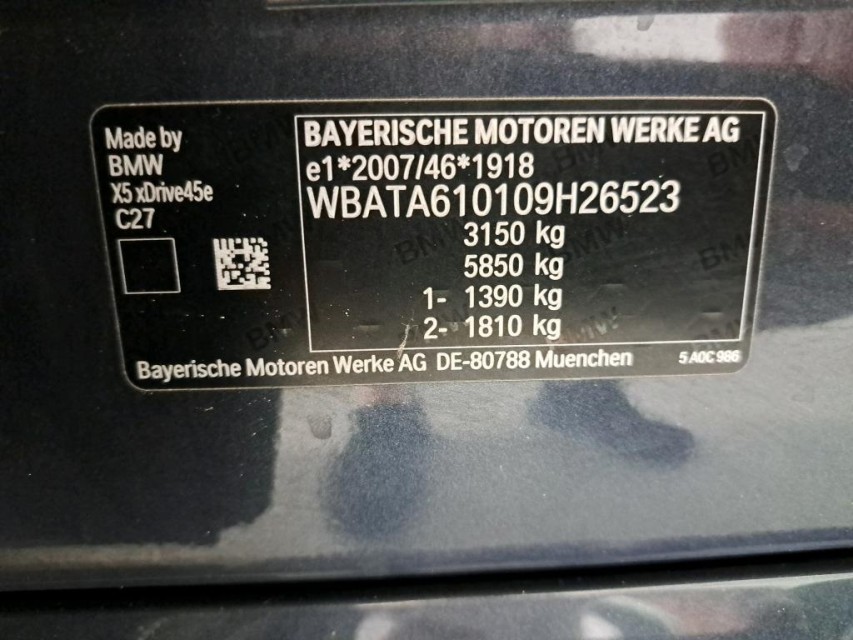 Made by
BMW
X5 xDrive45e
C27
BAYERISCHE MOTOREN WERKE AG
e1*2007/46*1918
WBATA610109H26523
3150 kg
5850 kg
1- 1390 kg
2- 1810 kg
Bayerische Motoren Werke AG DE-80788 Muenchen
5 A0C 986